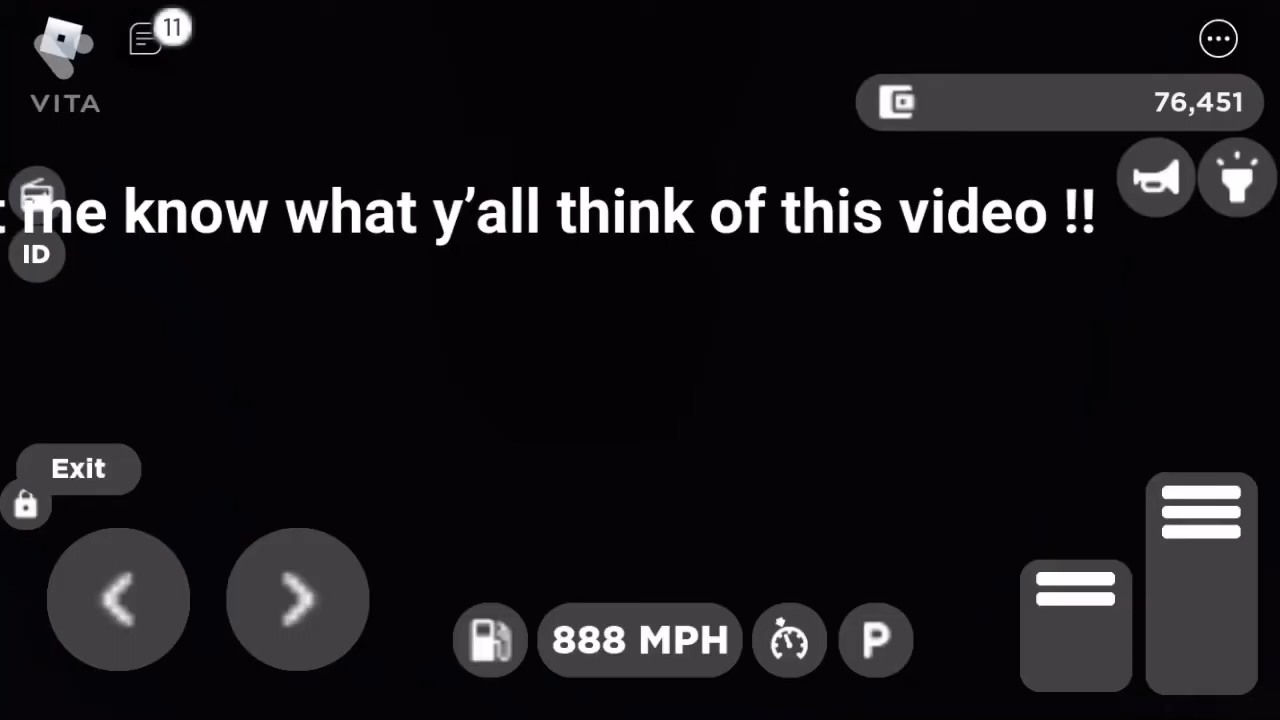 11
VITA
76,451
t me know what y’all think of this video !!
ID
Exit
888 MPH
P